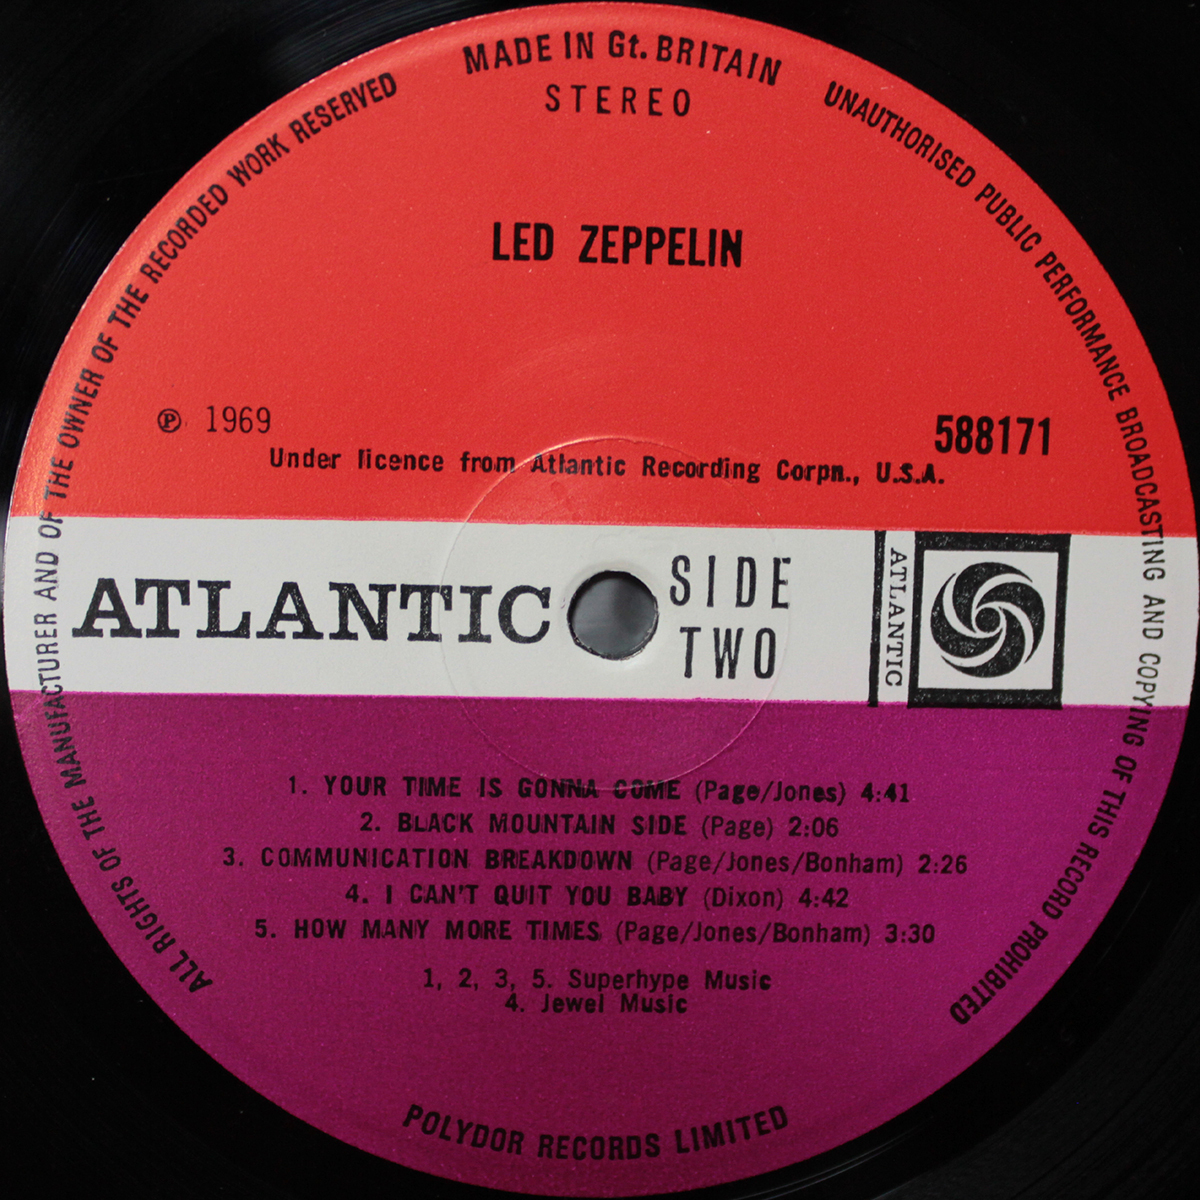 MADE IN Gt. BRITAIN
STEREO
UNAUTHORISED PUBLIC PERFORMANCE BROADCASTING AND COPYING OF THIS RECORD PROHIBITED
ALL RIGHTS OF THE MANUFACTURER AND OF THE OWNER OF THE RECORDED WORK RESERVED
LED ZEPPELIN
℗ 1969
588171
Under licence from Atlantic Recording Corpn., U.S.A.
ATLANTIC
SIDE
TWO
ATLANTIC
1. YOUR TIME IS GONNA COME (Page/Jones) 4:41
2. BLACK MOUNTAIN SIDE (Page) 2:06
3. COMMUNICATION BREAKDOWN (Page/Jones/Bonham) 2:26
4. I CAN'T QUIT YOU BABY (Dixon) 4:42
5. HOW MANY MORE TIMES (Page/Jones/Bonham) 3:30
1, 2, 3, 5. Superhype Music
4. Jewel Music
POLYDOR RECORDS LIMITED